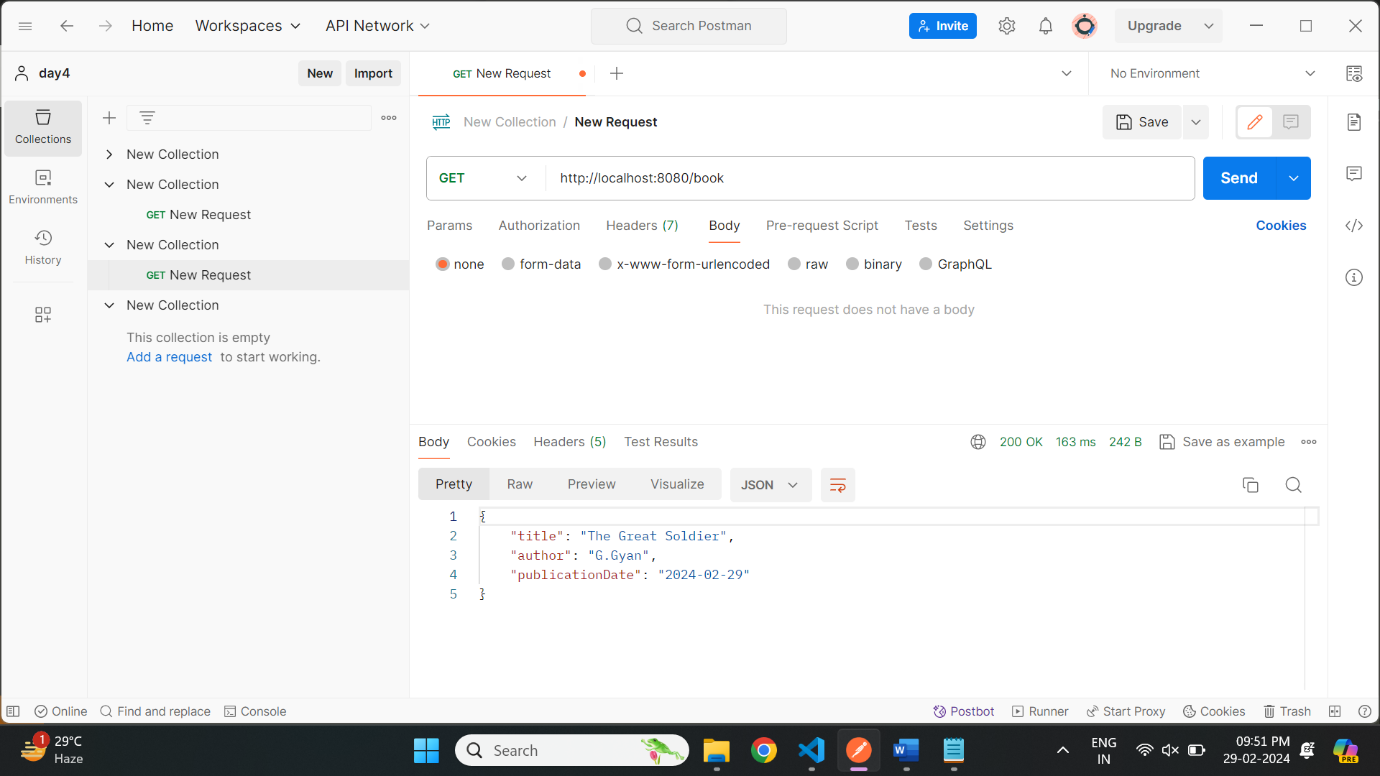 Home Workspaces API Network Search Postman Invite Upgrade
day4 New Import GET New Request No Environment
Collections
Environments
History
New Collection
New Collection
GET New Request
New Collection
GET New Request
New Collection
This collection is empty
Add a request to start working.
HTTP New Collection / New Request Save
GET http://localhost:8080/book Send
Params Authorization Headers (7) Body Pre-request Script Tests Settings Cookies
none form-data x-www-form-urlencoded raw binary GraphQL
This request does not have a body
Body Cookies Headers (5) Test Results 200 OK 163 ms 242 B Save as example
Pretty Raw Preview Visualize JSON
1 {
2 "title": "The Great Soldier",
3 "author": "G.Gyan",
4 "publicationDate": "2024-02-29"
5 }
Online Find and replace Console Postbot Runner Start Proxy Cookies Trash
1 29°C
Haze
Search
ENG
IN
09:51 PM
29-02-2024
PRE